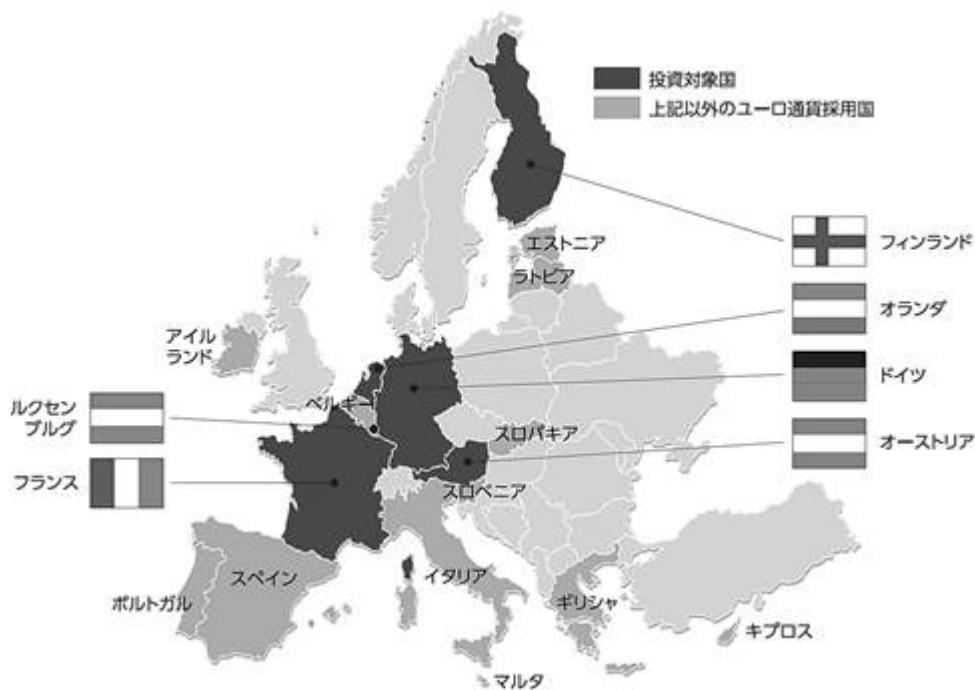 投資対象国
上記以外のユーロ通貨採用国
フィンランド
エストニア
ラトビア
オランダ
アイル
ランド
ドイツ
ベルギー
ルクセン
ブルグ
スロバキア
オーストリア
フランス
スロベニア
スペイン
イタリア
ポルトガル
ギリシャ
キプロス
マルタ